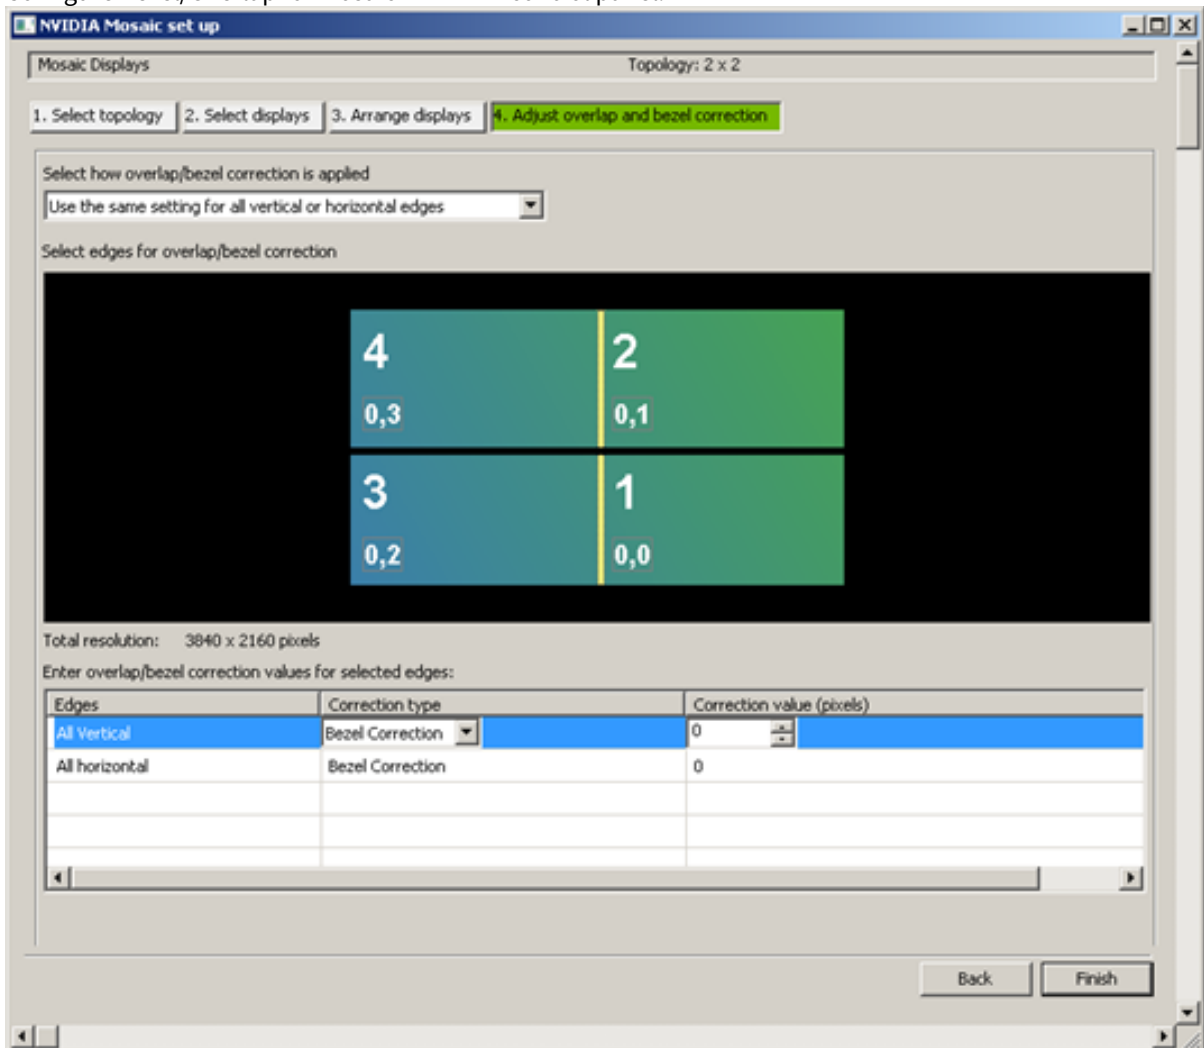 NVIDIA Mosaic set up
Mosaic Displays Topology: 2 x 2
1. Select topology 2. Select displays 3. Arrange displays 4. Adjust overlap and bezel correction
Select how overlap/bezel correction is applied
Use the same setting for all vertical or horizontal edges
Select edges for overlap/bezel correction
4 2
0,3 0,1
3 1
0,2 0,0
Total resolution: 3840 x 2160 pixels
Enter overlap/bezel correction values for selected edges:
Edges Correction type Correction value (pixels)
All Vertical Bezel Correction 0
All horizontal Bezel Correction 0
Back Finish